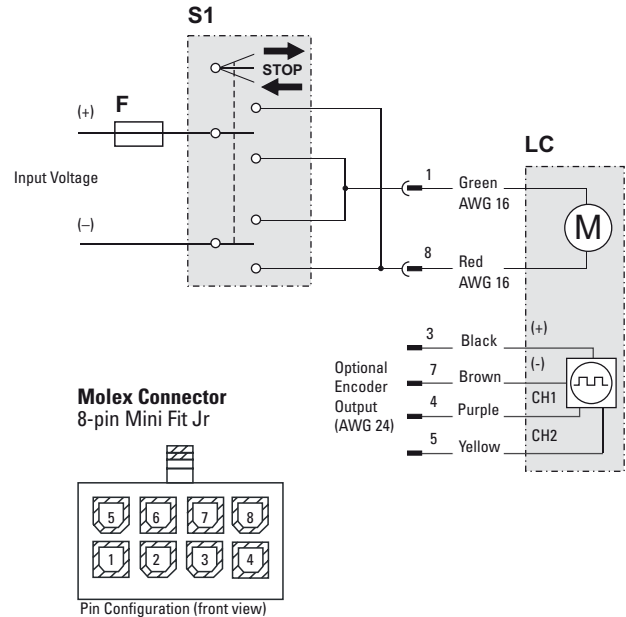 S1
STOP
(+)
F
Input Voltage
(–)
LC
1
Green
AWG 16
M
8
Red
AWG 16
3
Black
(+)
7
Brown
(-)
4
Purple
CH1
5
Yellow
CH2
Optional
Encoder
Output
(AWG 24)
Molex Connector
8-pin Mini Fit Jr
5 6 7 8
1 2 3 4
Pin Configuration (front view)